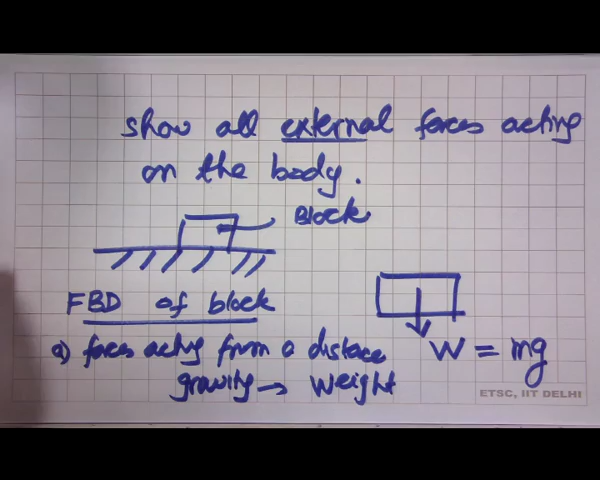 show all external forces acting
on the body.
Block
FBD of block
a) forces acting from a distace
gravity → Weight
W = mg
ETSC, IIT DELHI